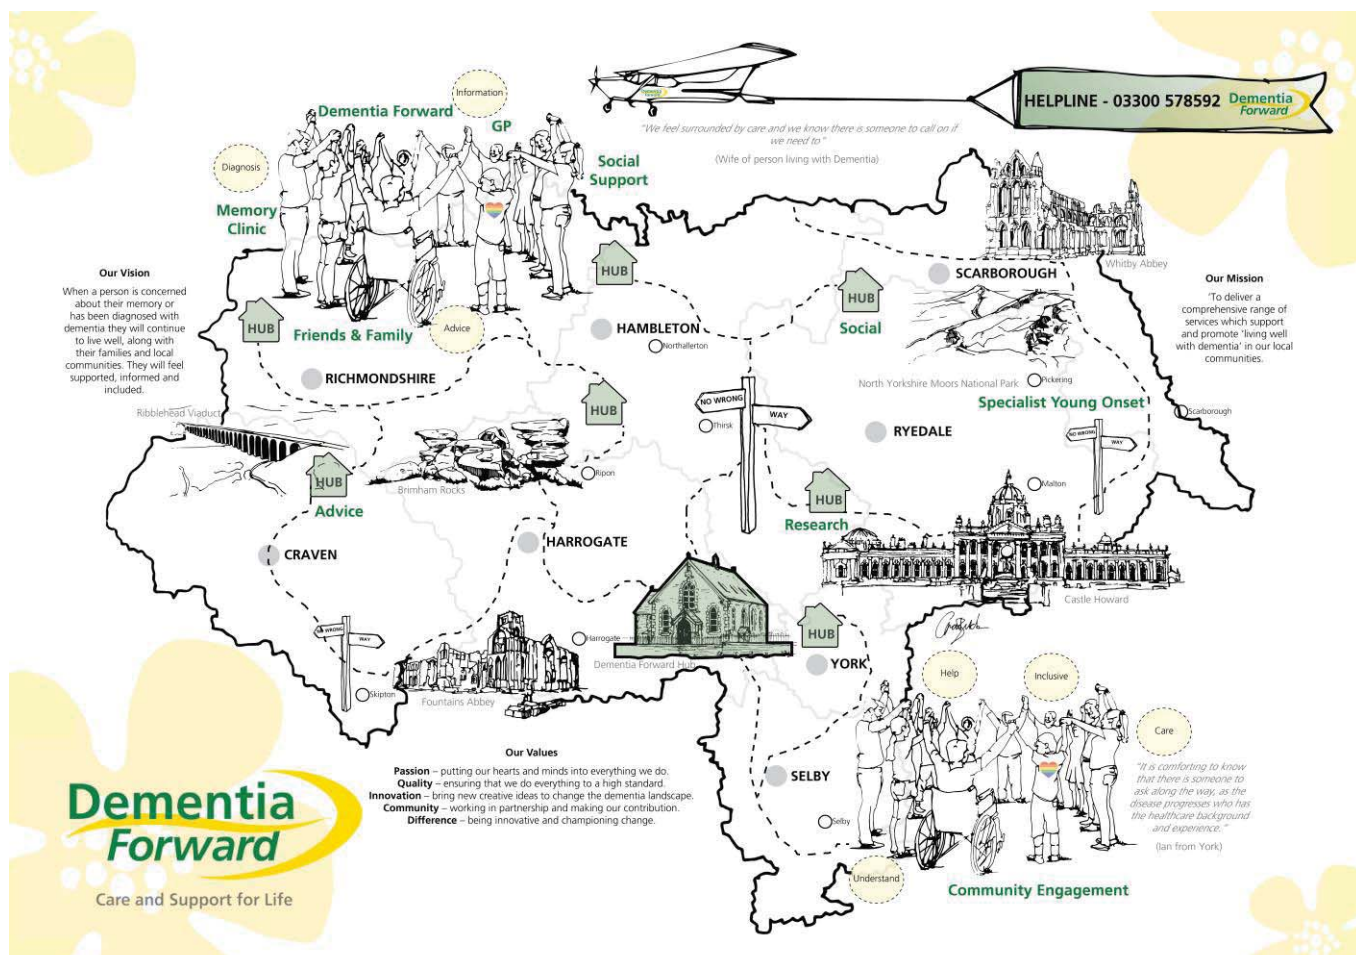 HELPLINE - 03300 578592
Dementia
Forward
Dementia
Forward
"We feel surrounded by care and we know there is someone to call on if
we need to"
(Wife of person living with Dementia)
Information
Dementia Forward
GP
Diagnosis
Social
Support
Memory
Clinic
Friends & Family
Advice
Our Vision
When a person is concerned
about their memory or
has been diagnosed with
dementia they will continue
to live well, along with
their families and local
communities. They will feel
supported, informed and
included.
Our Mission
'To deliver a
comprehensive range of
services which support
and promote 'living well
with dementia' in our local
communities.
Whitby Abbey
SCARBOROUGH
HUB
HUB
Social
HUB
HAMBLETON
Northallerton
RICHMONDSHIRE
North Yorkshire Moors National Park
Pickering
Specialist Young Onset
Scarborough
Ribblehead Viaduct
HUB
NO WRONG
WAY
Thirsk
RYEDALE
NO WRONG
WAY
Ripon
Malton
Brimham Rocks
HUB
Advice
HUB
Research
CRAVEN
HARROGATE
Castle Howard
NO WRONG
WAY
Harrogate
HUB
YORK
Dementia Forward Hub
Skipton
Fountains Abbey
Help
Inclusive
Care
Our Values
Passion – putting our hearts and minds into everything we do.
Quality – ensuring that we do everything to a high standard.
Innovation – bring new creative ideas to change the dementia landscape.
Community – working in partnership and making our contribution.
Difference – being innovative and championing change.
SELBY
Selby
"It is comforting to know
that there is someone to
ask along the way, as the
disease progresses who has
the healthcare background
and experience."
(Ian from York)
Understand
Community Engagement
Dementia
Forward
Care and Support for Life